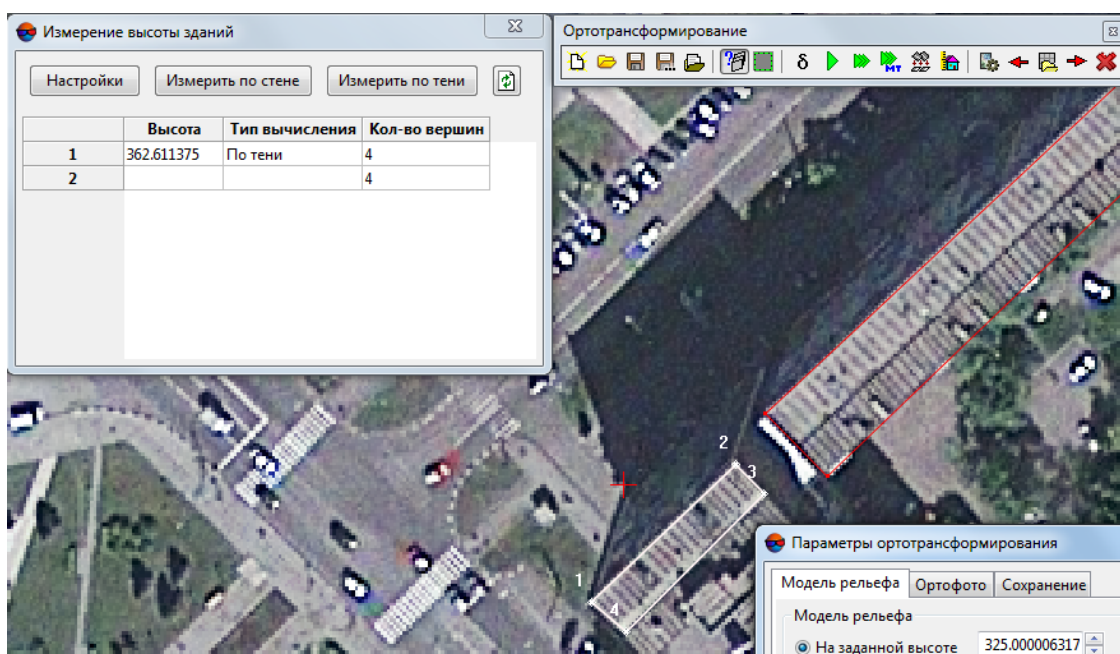 Измерение высоты зданий
Настройки Измерить по стене Измерить по тени
Высота Тип вычисления Кол-во вершин
1 362.611375 По тени 4
2 4
Ортотрансформирование
δ MT
2
3
1
4
Параметры ортотрансформирования
Модель рельефа Ортофото Сохранение
Модель рельефа
На заданной высоте 325.000006317